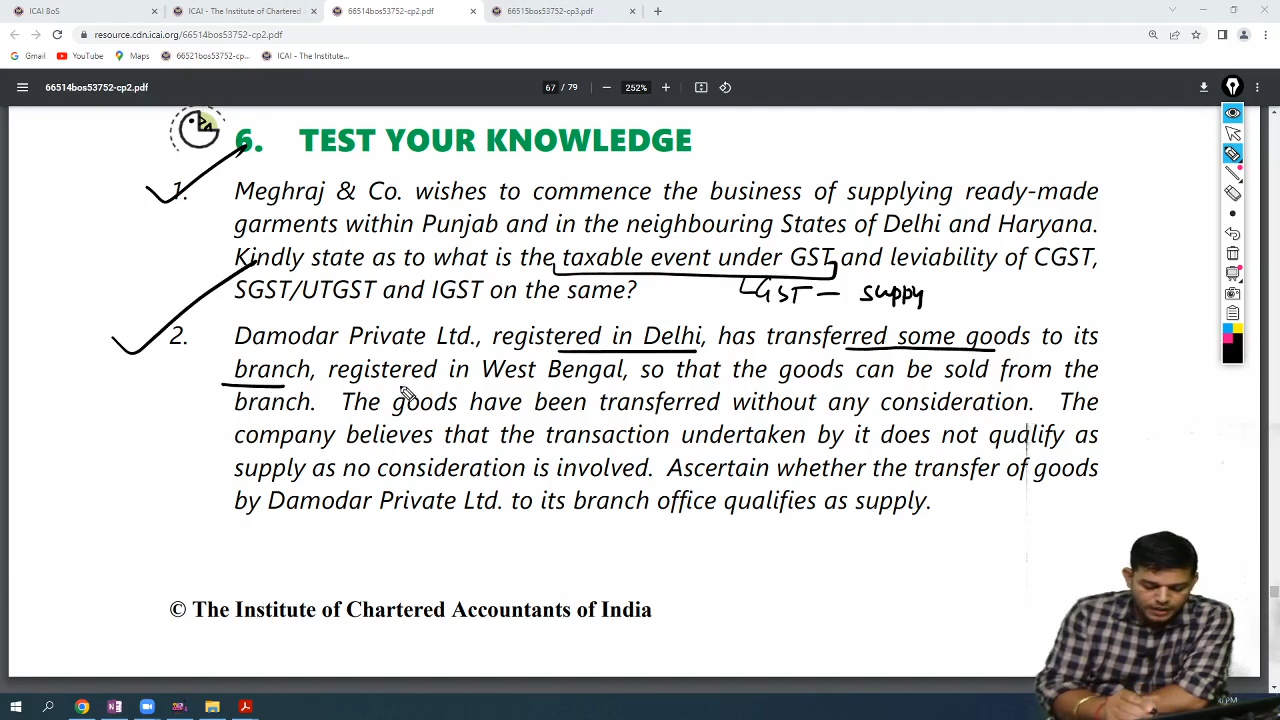 ICAI BoS
ICAI - The Institute of Chartered A
66514bos53752-cp2.pdf
66515bos53752-cp3.pdf
resource.cdn.icai.org/66514bos53752-cp2.pdf
Gmail
YouTube
Maps
66521bos53752-cp...
ICAI - The Institute...
66514bos53752-cp2.pdf
67 / 79
252%
6. TEST YOUR KNOWLEDGE
1. Meghraj & Co. wishes to commence the business of supplying ready-made
garments within Punjab and in the neighbouring States of Delhi and Haryana.
Kindly state as to what is the taxable event under GST and leviability of CGST,
SGST/UTGST and IGST on the same?
GST — supply
2. Damodar Private Ltd., registered in Delhi, has transferred some goods to its
branch, registered in West Bengal, so that the goods can be sold from the
branch. The goods have been transferred without any consideration. The
company believes that the transaction undertaken by it does not qualify as
supply as no consideration is involved. Ascertain whether the transfer of goods
by Damodar Private Ltd. to its branch office qualifies as supply.
© The Institute of Chartered Accountants of India